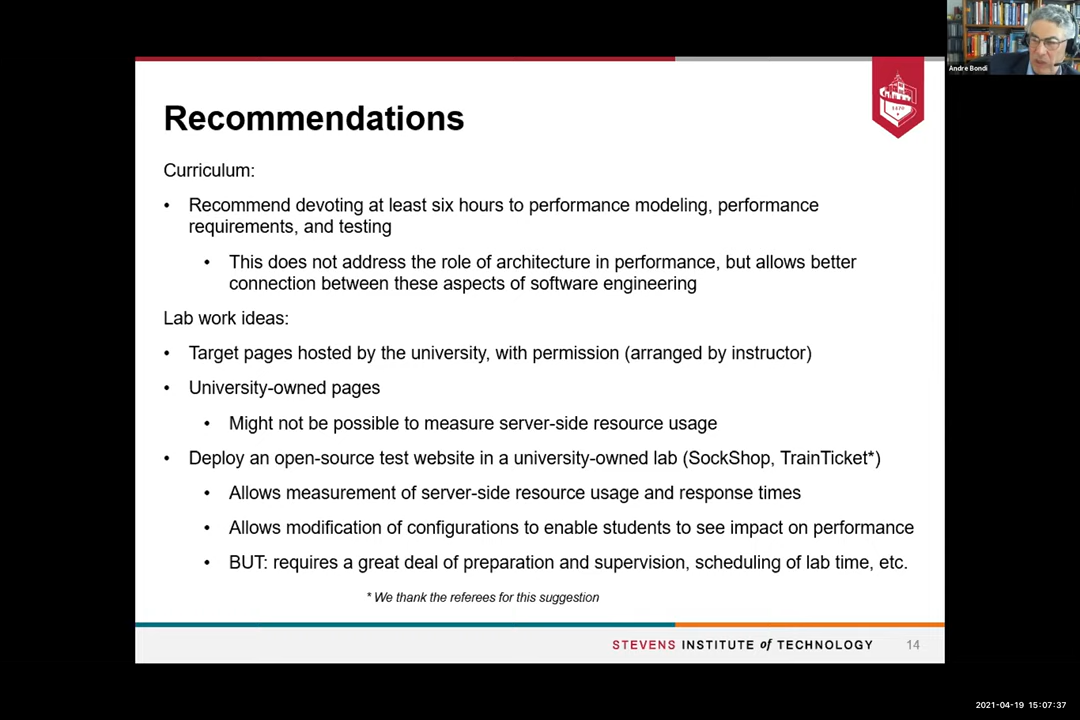 Andre Bondi
Recommendations
Curriculum:
• Recommend devoting at least six hours to performance modeling, performance
requirements, and testing
• This does not address the role of architecture in performance, but allows better
connection between these aspects of software engineering
Lab work ideas:
• Target pages hosted by the university, with permission (arranged by instructor)
• University-owned pages
• Might not be possible to measure server-side resource usage
• Deploy an open-source test website in a university-owned lab (SockShop, TrainTicket*)
• Allows measurement of server-side resource usage and response times
• Allows modification of configurations to enable students to see impact on performance
• BUT: requires a great deal of preparation and supervision, scheduling of lab time, etc.
* We thank the referees for this suggestion
STEVENS INSTITUTE of TECHNOLOGY 14
2021-04-19 15:07:37